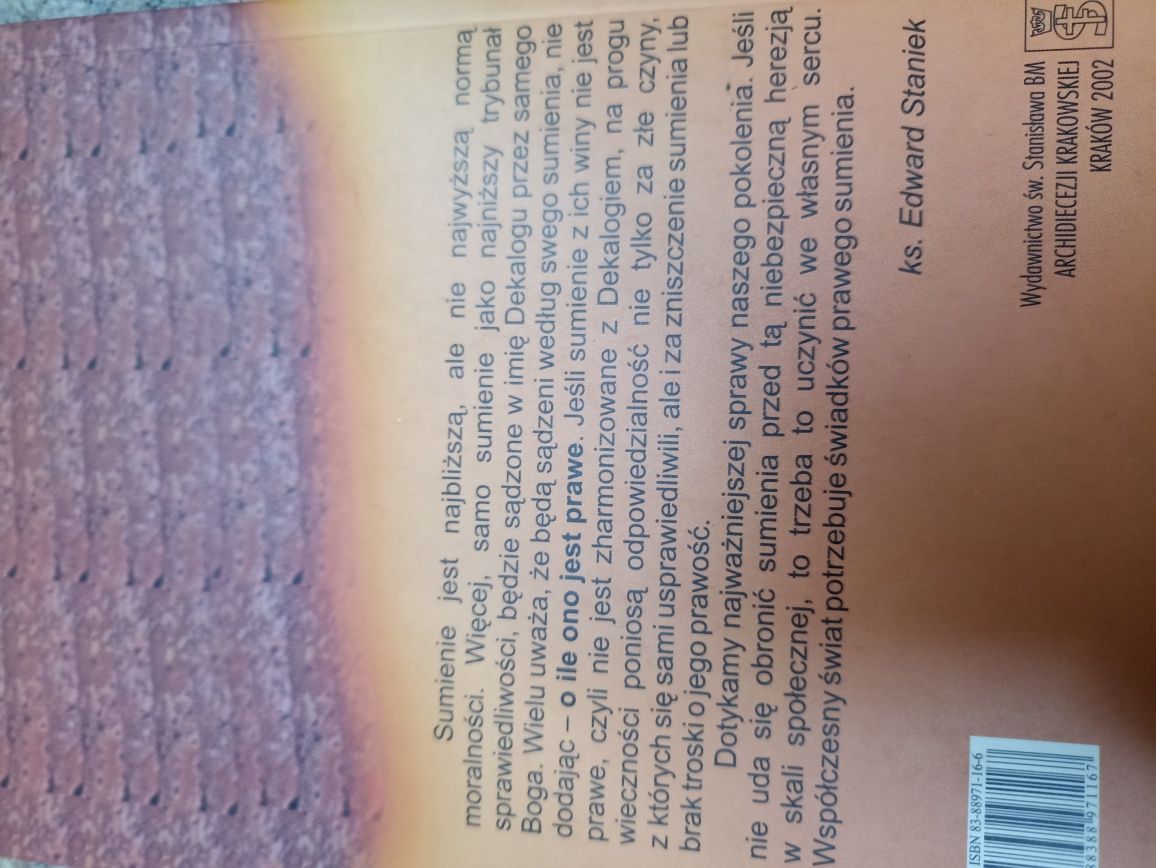 Sumienie jest najbliższą, ale nie najwyższą normą
moralności. Więcej, samo sumienie jako najniższy trybunał
sprawiedliwości, będzie sądzone w imię Dekalogu przez samego
Boga. Wielu uważa, że będą sądzeni według swego sumienia, nie
dodając – o ile ono jest prawe. Jeśli sumienie z ich winy nie jest
prawe, czyli nie jest zharmonizowane z Dekalogiem, na progu
wieczności poniosą odpowiedzialność nie tylko za złe czyny,
z których się sami usprawiedliwili, ale i za zniszczenie sumienia lub
brak troski o jego prawość.
Dotykamy najważniejszej sprawy naszego pokolenia. Jeśli
nie uda się obronić sumienia przed tą niebezpieczną herezją
w skali społecznej, to trzeba to uczynić we własnym sercu.
Współczesny świat potrzebuje świadków prawego sumienia.
ks. Edward Staniek
Wydawnictwo św. Stanisława BM
ARCHIDIECEZJI KRAKOWSKIEJ
KRAKÓW 2002
ISBN 83-88971-16-6